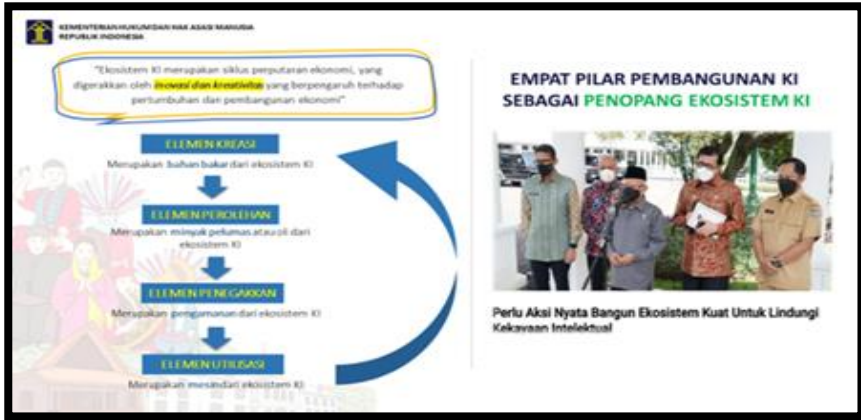 KEMENTERIAN HUKUM DAN HAK ASASI MANUSIA
REPUBLIK INDONESIA
"Ekosistem KI merupakan siklus perputaran ekonomi, yang
digerakkan oleh inovasi dan kreativitas yang berpengaruh terhadap
pertumbuhan dan pembangunan ekonomi"
ELEMEN KREASI
Merupakan bahan bakar dari ekosistem KI
ELEMEN PEROLEHAN
Merupakan minyak pelumas atau oli dari
ekosistem KI
ELEMEN PENEGAKKAN
Merupakan pengamanan dari ekosistem KI
ELEMEN UTILISASI
Merupakan mesin dari ekosistem KI
EMPAT PILAR PEMBANGUNAN KI
SEBAGAI PENOPANG EKOSISTEM KI
Perlu Aksi Nyata Bangun Ekosistem Kuat Untuk Lindungi
Kekayaan Intelektual